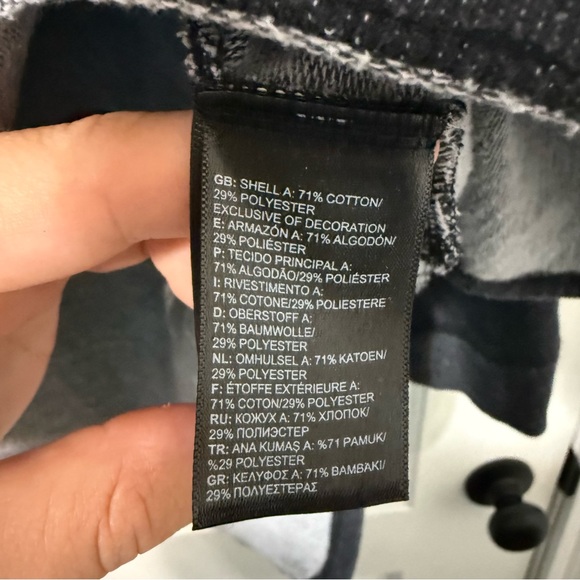 GB: SHELL A: 71% COTTON/
29% POLYESTER
EXCLUSIVE OF DECORATION
E: ARMAZÓN A: 71% ALGODÓN/
29% POLIÉSTER
P: TECIDO PRINCIPAL A:
71% ALGODÃO/29% POLIÉSTER
I: RIVESTIMENTO A:
71% COTONE/29% POLIESTERE
D: OBERSTOFF A:
71% BAUMWOLLE/
29% POLYESTER
NL: OMHULSEL A: 71% KATOEN/
29% POLYESTER
F: ÉTOFFE EXTÉRIEURE A:
71% COTON/29% POLYESTER
RU: КОЖУХ A: 71% ХЛОПОК/
29% ПОЛИЭСТЕР
TR: ANA KUMAŞ A: %71 PAMUK/
%29 POLYESTER
GR: ΚΕΛΥΦΟΣ A: 71% ΒΑΜΒΑΚΙ/
29% ΠΟΛΥΕΣΤΕΡΑΣ